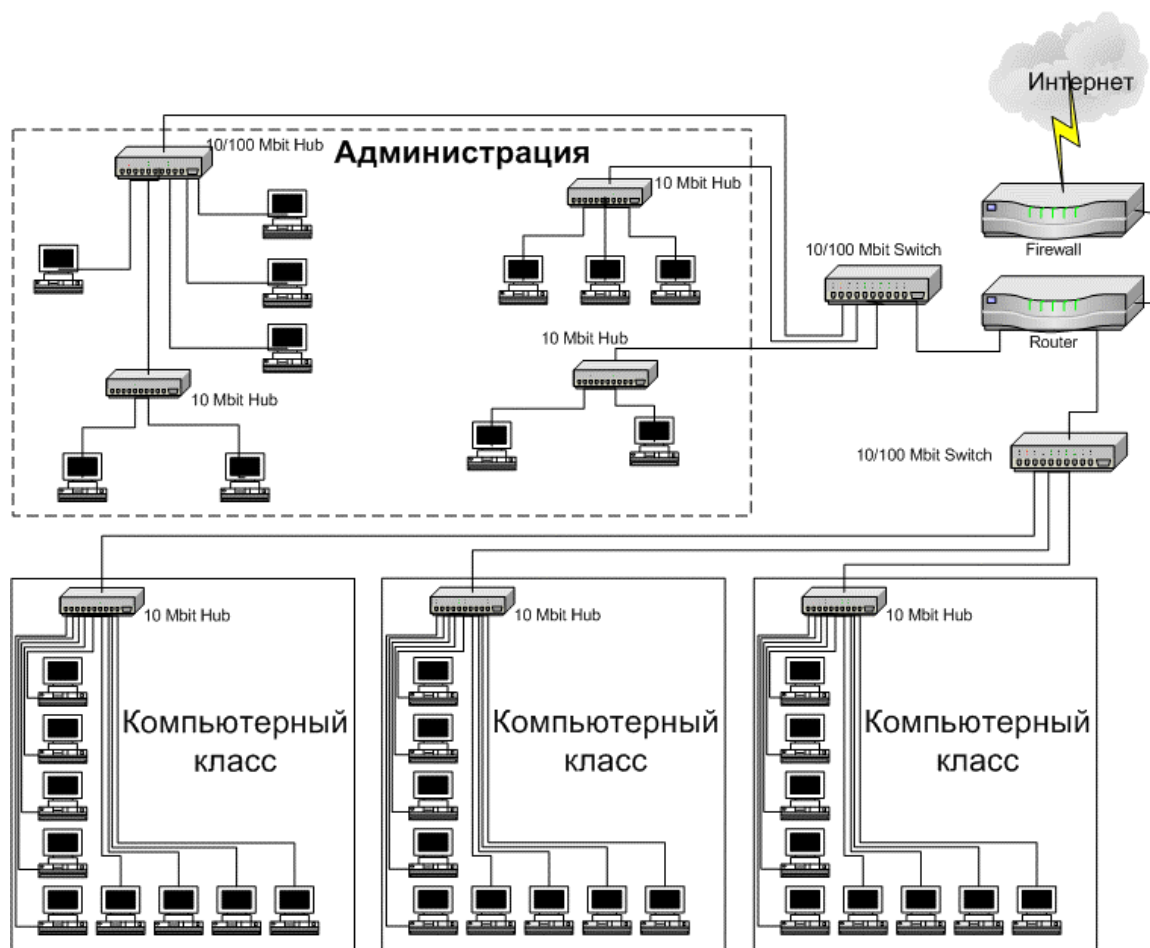 Интернет
10/100 Mbit Hub
Администрация
10 Mbit Hub
Firewall
10/100 Mbit Switch
10 Mbit Hub
Router
10 Mbit Hub
10/100 Mbit Switch
10 Mbit Hub
10 Mbit Hub
10 Mbit Hub
Компьютерный
класс
Компьютерный
класс
Компьютерный
класс